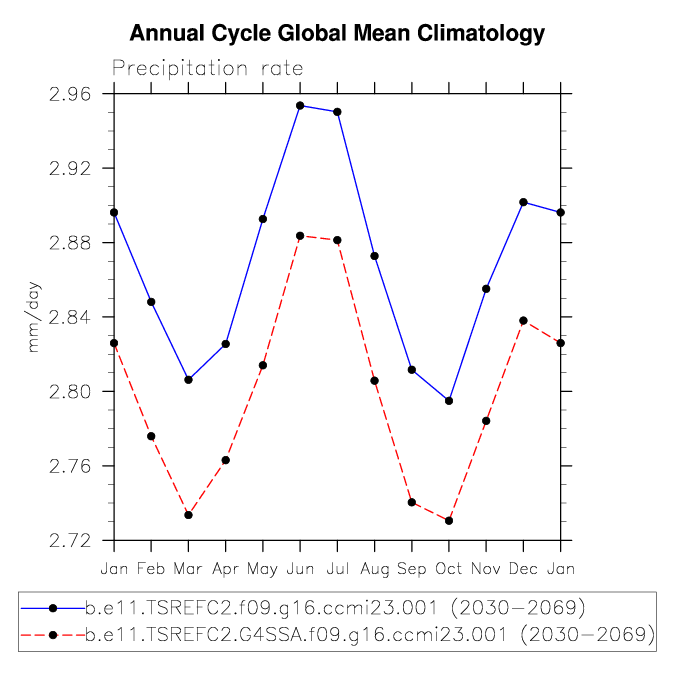 Annual Cycle Global Mean Climatology
Precipitation rate
2.96
2.92
2.88
2.84
2.80
2.76
2.72
mm/day
Jan Feb Mar Apr May Jun Jul Aug Sep Oct Nov Dec Jan
b.e11.TSREFC2.f09.g16.ccmi23.001 (2030-2069)
b.e11.TSREFC2.G4SSA.f09.g16.ccmi23.001 (2030-2069)